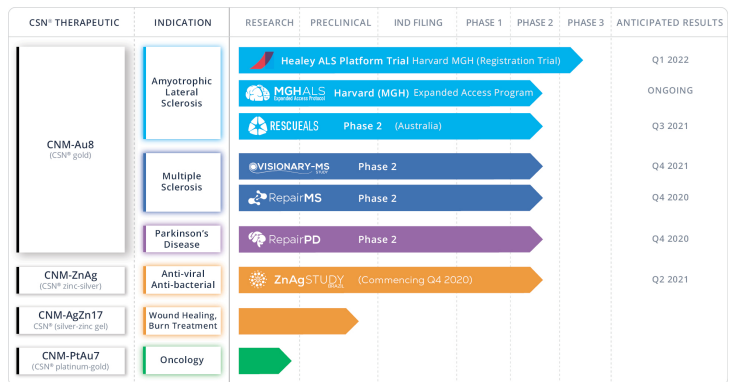 CSN® THERAPEUTIC INDICATION RESEARCH PRECLINICAL IND FILING PHASE 1 PHASE 2 PHASE 3 ANTICIPATED RESULTS
CNM-Au8
(CSN® gold)
Amyotrophic
Lateral
Sclerosis
Healey ALS Platform Trial Harvard MGH (Registration Trial) Q1 2022
MGHALS
Expanded Access Protocol
Harvard (MGH) Expanded Access Program ONGOING
RESCUEALS Phase 2 (Australia) Q3 2021
Multiple
Sclerosis
VISIONARY-MS
STUDY
Phase 2 Q4 2021
RepairMS Phase 2 Q4 2020
Parkinson's
Disease
RepairPD Phase 2 Q4 2020
CNM-ZnAg
(CSN® zinc-silver)
Anti-viral
Anti-bacterial
ZnAgSTUDY
BRAZIL
(Commencing Q4 2020) Q2 2021
CNM-AgZn17
CSN® (silver-zinc gel)
Wound Healing,
Burn Treatment
CNM-PtAu7
(CSN® platinum-gold)
Oncology